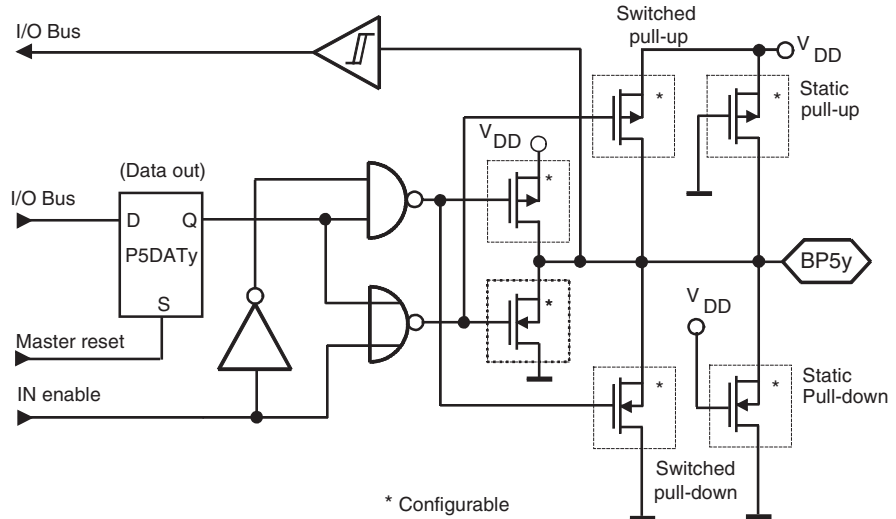 I/O Bus
Switched
pull-up
V DD
*
*
Static
pull-up
V DD
(Data out)
*
I/O Bus
D
Q
P5DATy
S
BP5y
*
V DD
Master reset
IN enable
*
*
Static
Pull-down
Switched
pull-down
* Configurable